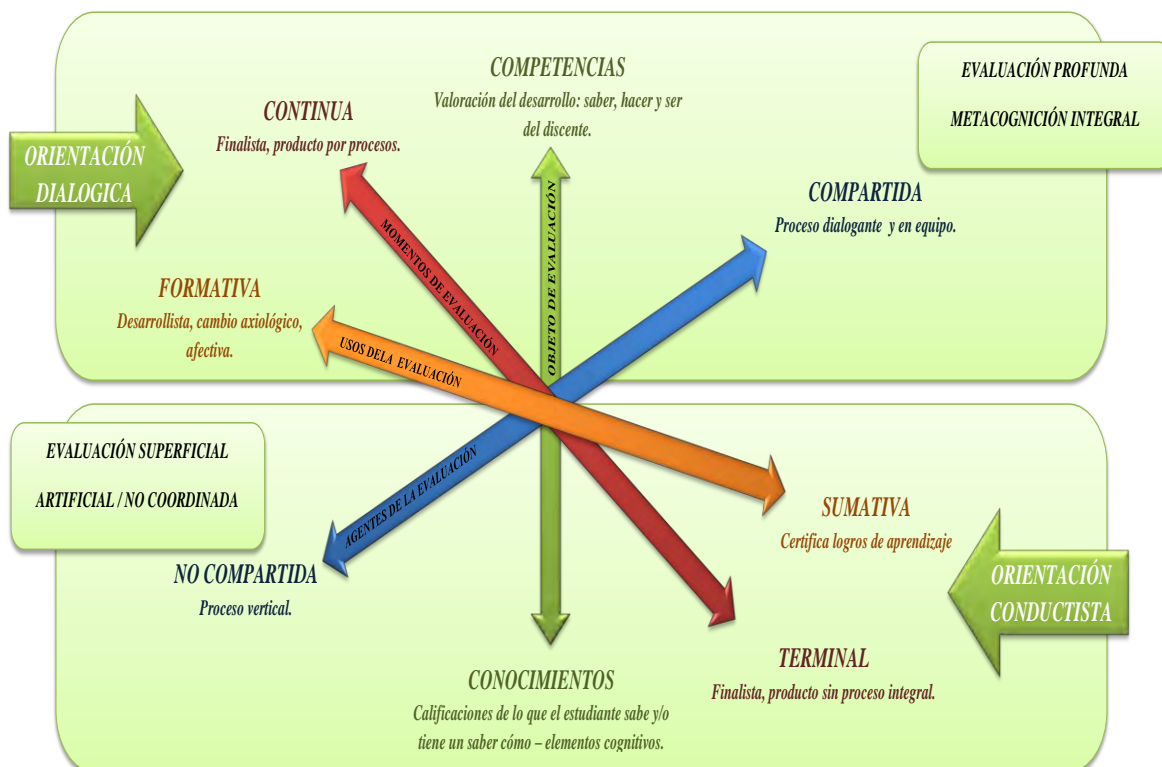 COMPETENCIAS
Valoración del desarrollo: saber, hacer y ser
del discente.
EVALUACIÓN PROFUNDA
METACOGNICIÓN INTEGRAL
CONTINUA
Finalista, producto por procesos.
ORIENTACIÓN
DIALOGICA
COMPARTIDA
Proceso dialogante y en equipo.
MOMENTOS DE EVALUACIÓN
OBJETO DE EVALUACIÓN
FORMATIVA
Desarrollista, cambio axiológico,
afectiva.
USOS DELA EVALUACIÓN
EVALUACIÓN SUPERFICIAL
ARTIFICIAL / NO COORDINADA
AGENTES DE LA EVALUACIÓN
SUMATIVA
Certifica logros de aprendizaje
NO COMPARTIDA
Proceso vertical.
ORIENTACIÓN
CONDUCTISTA
TERMINAL
Finalista, producto sin proceso integral.
CONOCIMIENTOS
Calificaciones de lo que el estudiante sabe y/o
tiene un saber cómo – elementos cognitivos.